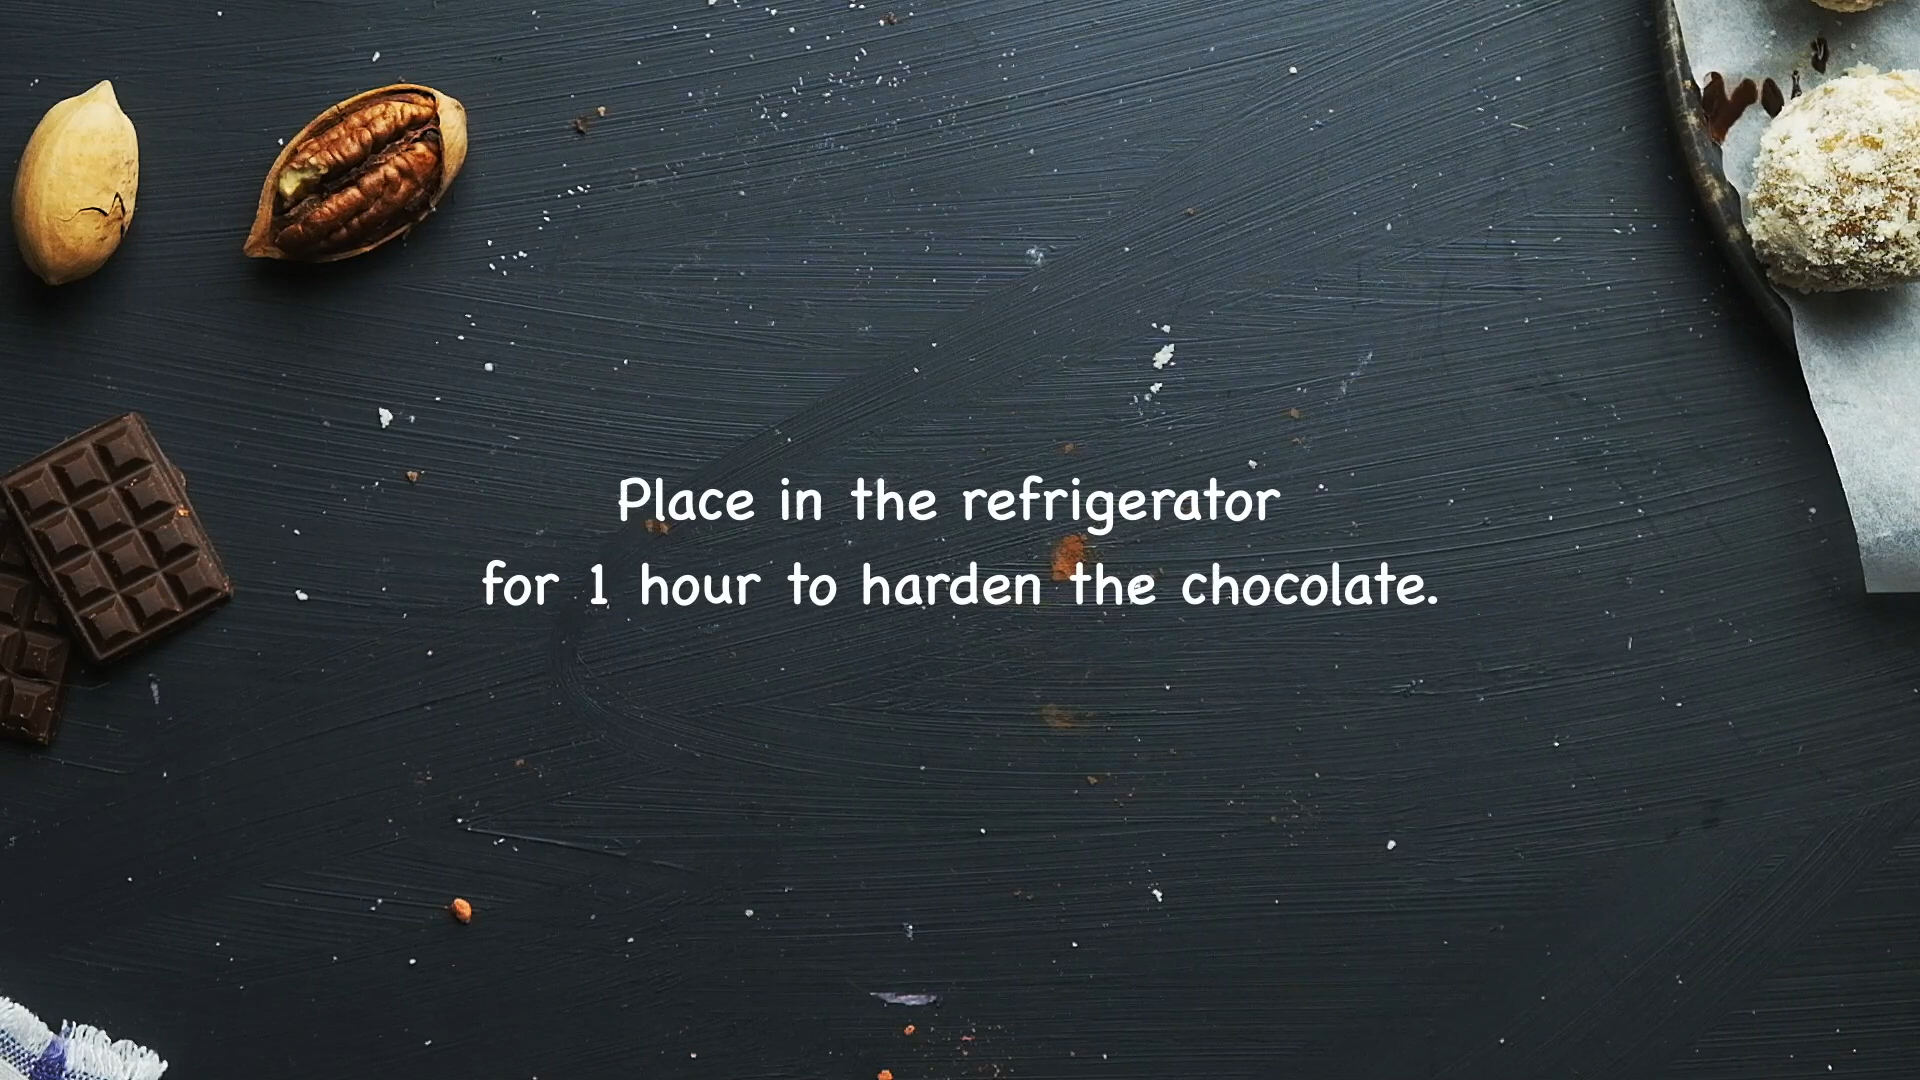 Place in the refrigerator
for 1 hour to harden the chocolate.